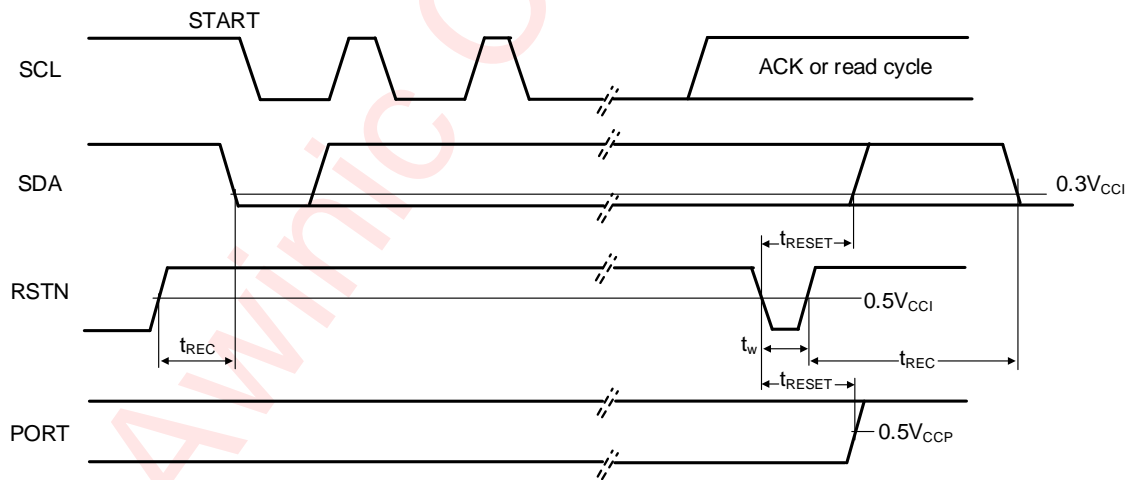 START
SCL
ACK or read cycle
SDA
0.3VCCI
tRESET
RSTN
0.5VCCI
tREC
tw
tREC
tRESET
PORT
0.5VCCP
Awinic C